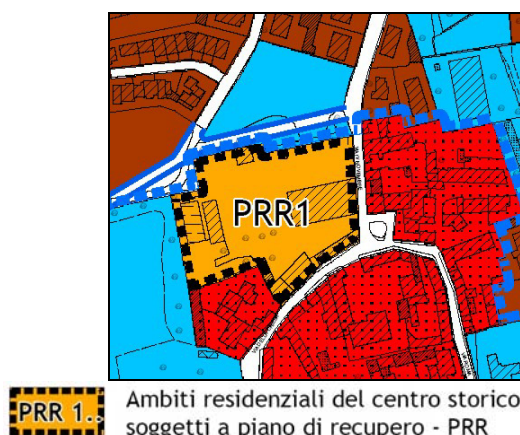 PRR1
PRR 1..
Ambiti residenziali del centro storico
soggetti a piano di recupero - PRR